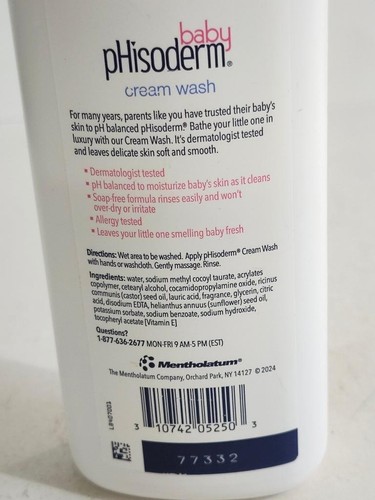 baby
pHisoderm®
cream wash
For many years, parents like you have trusted their baby's
skin to pH balanced pHisoderm.® Bathe your little one in
luxury with our Cream Wash. It's dermatologist tested
and leaves delicate skin soft and smooth.
• Dermatologist tested
• pH balanced to moisturize baby's skin as it cleans
• Soap-free formula rinses easily and won't
over-dry or irritate
• Allergy tested
• Leaves your little one smelling baby fresh
Directions: Wet area to be washed. Apply pHisoderm® Cream Wash
with hands or washcloth. Gently massage. Rinse.
Ingredients: water, sodium methyl cocoyl taurate, acrylates
copolymer, cetearyl alcohol, cocamidopropylamine oxide, ricinus
communis (castor) seed oil, lauric acid, fragrance, glycerin, citric
acid, disodium EDTA, helianthus annuus (sunflower) seed oil,
potassium sorbate, sodium benzoate, sodium hydroxide,
tocopheryl acetate [Vitamin E]
Questions?
1-877-636-2677 MON-FRI 9 AM-5 PM (EST)
Mentholatum®
The Mentholatum Company, Orchard Park, NY 14127 © 2024
3 10742 05250 3
77332